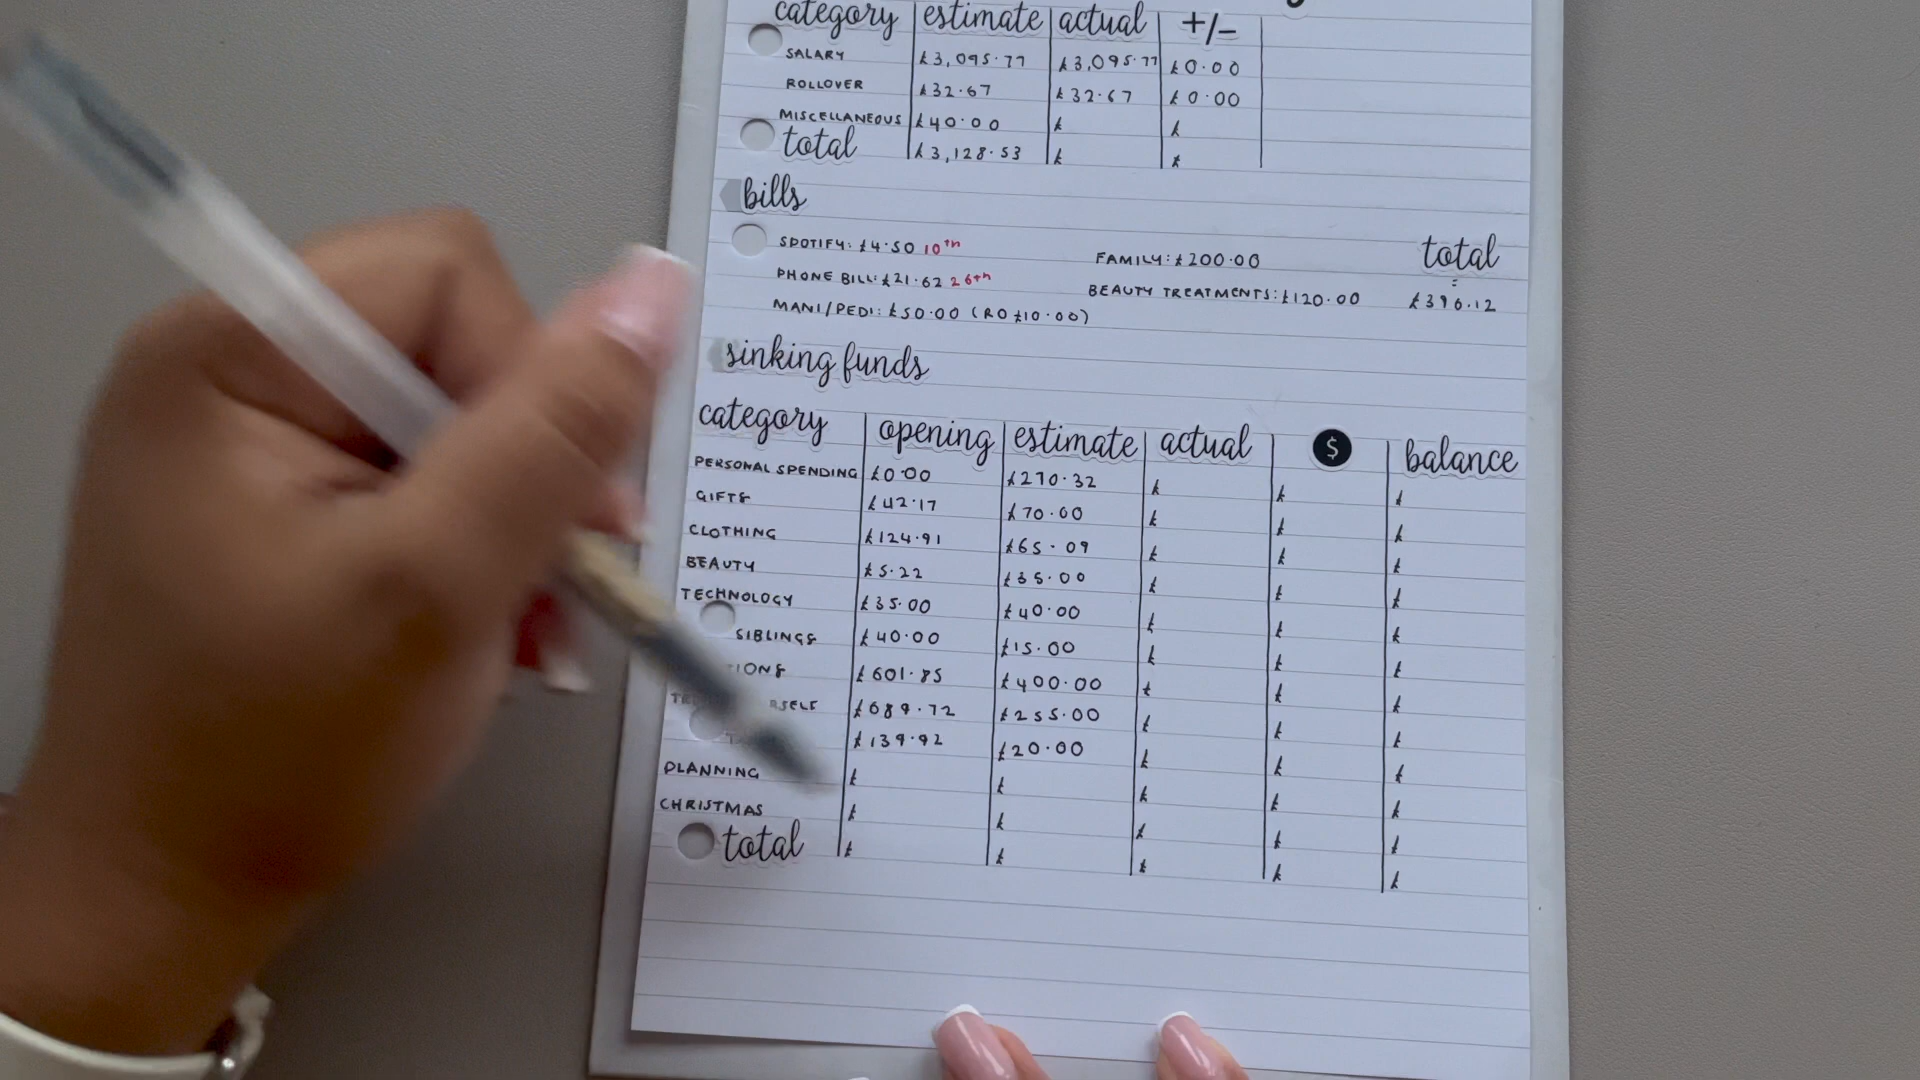 category estimate actual +/-
SALARY £3,095.77 £3,095.77 £0.00
ROLLOVER £32.67 £32.67 £0.00
MISCELLANEOUS £40.00 £ £
total £3,128.53 £ £
bills
SPOTIFY: £4.50 10th FAMILY: £200.00 total
PHONE BILL: £21.62 26th BEAUTY TREATMENTS: £120.00 £396.12
MANI/PEDI: £50.00 (RO £10.00)
sinking funds
category opening estimate actual $ balance
PERSONAL SPENDING £0.00 £270.32 £ £ £
GIFTS £42.17 £70.00 £ £ £
CLOTHING £124.91 £65.09 £ £ £
BEAUTY £5.22 £35.00 £ £ £
TECHNOLOGY £35.00 £40.00 £ £ £
SIBLINGS £40.00 £15.00 £ £ £
£601.85 £400.00 £ £ £
£689.72 £255.00 £ £ £
£139.92 £20.00 £ £ £
PLANNING £ £ £ £ £
CHRISTMAS £ £ £ £ £
total £ £ £ £ £